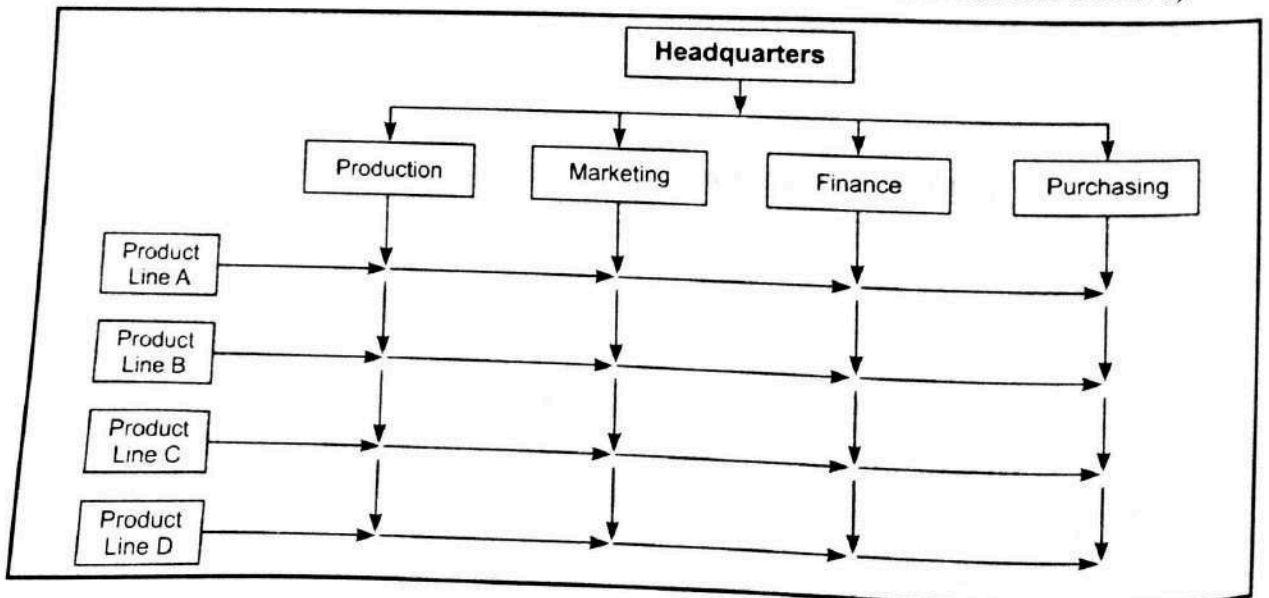 Headquarters
Production
Marketing
Finance
Purchasing
Product
Line A
Product
Line B
Product
Line C
Product
Line D